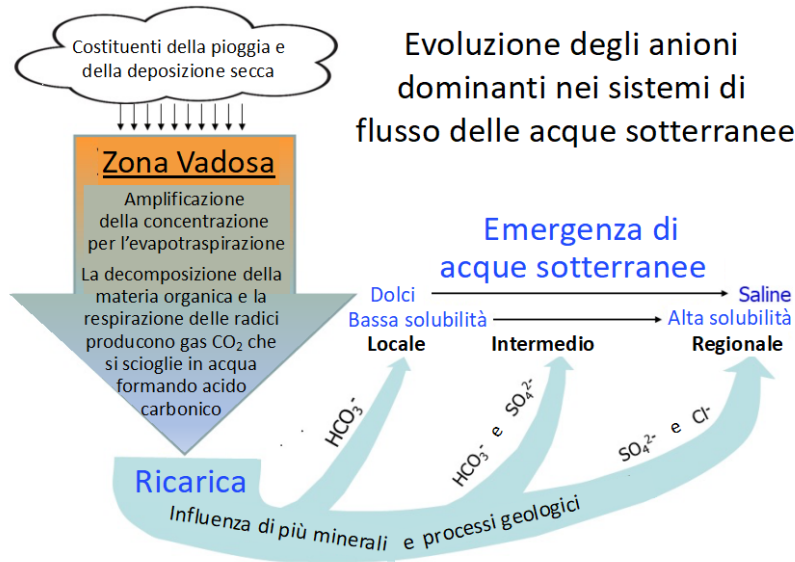 Costituenti della pioggia e
della deposizione secca
Evoluzione degli anioni
dominanti nei sistemi di
flusso delle acque sotterranee
Zona Vadosa
Amplificazione
della concentrazione
per l'evapotraspirazione
La decomposizione della
materia organica e la
respirazione delle radici
producono gas CO₂ che
si scioglie in acqua
formando acido
carbonico
Emergenza di
acque sotterranee
Dolci
Saline
Bassa solubilità
Alta solubilità
Locale
Intermedio
Regionale
HCO₃⁻
HCO₃⁻ e SO₄²⁻
SO₄²⁻ e Cl⁻
Ricarica
Influenza di più minerali e processi geologici